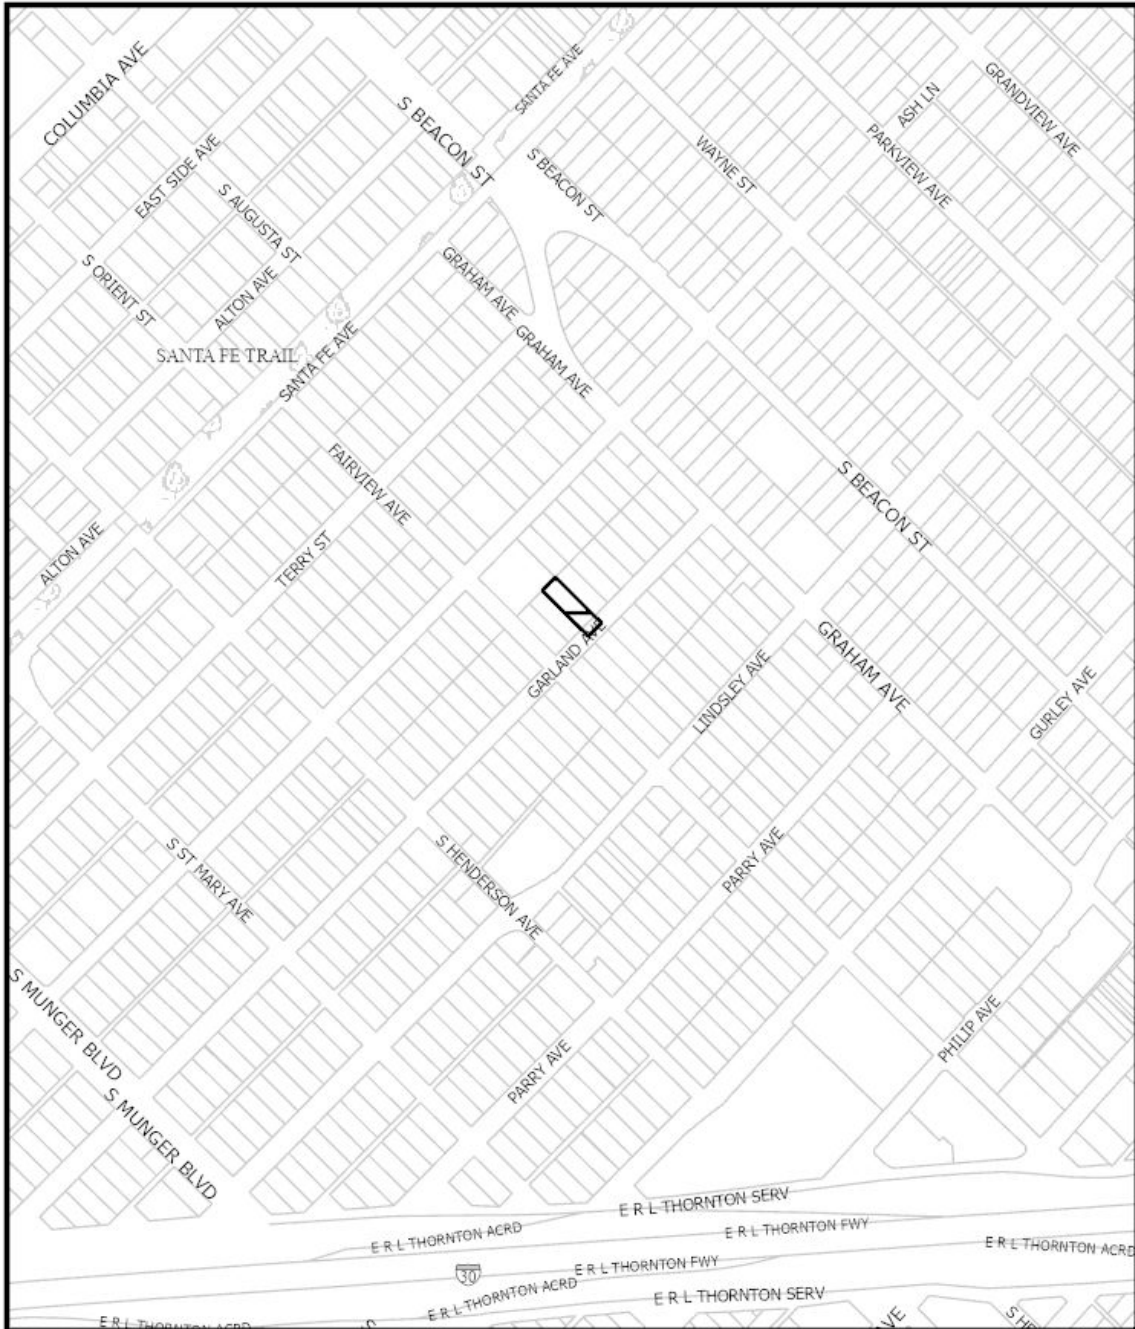 COLUMBIA AVE
SANTA FE AVE
S BEACON ST
ASH LN
GRANDVIEW AVE
EAST SIDE AVE
S BEACON ST
WAYNE ST
PARKVIEW AVE
S AUGUSTA ST
S ORIENT ST
ALTON AVE
GRAHAM AVE
SANTA FE TRAIL
SANTA FE AVE
GRAHAM AVE
FAIRVIEW AVE
S BEACON ST
ALTON AVE
TERRY ST
GARLAND AVE
LINDSLEY AVE
GRAHAM AVE
GURLEY AVE
S ST MARY AVE
S HENDERSON AVE
PARRY AVE
S MUNGER BLVD
PHILIP AVE
PARRY AVE
S MUNGER BLVD
E R L THORNTON SERV
E R L THORNTON ACRD
E R L THORNTON FWY
E R L THORNTON ACRD
30
E R L THORNTON FWY
E R L THORNTON ACRD
E R L THORNTON SERV
E R L THORNTON ACRD
AVE
S HE